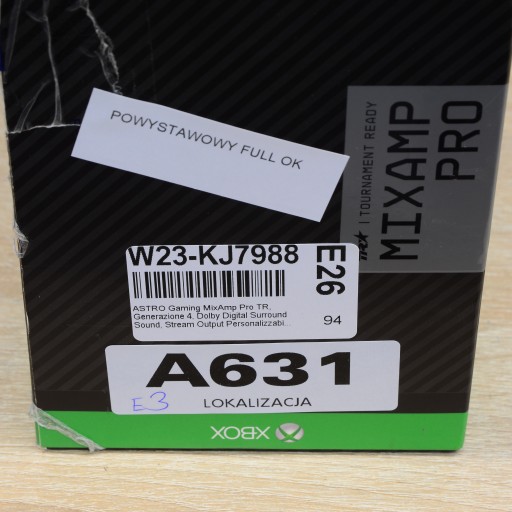 POWYSTAWOWY FULL OK
TOURNAMENT READY
MIXAMP
PRO
W23-KJ7988
E26
ASTRO Gaming MixAmp Pro TR,
Generazione 4, Dolby Digital Surround
Sound, Stream Output Personalizzabi...
94
A631
E3
LOKALIZACJA
XBOX